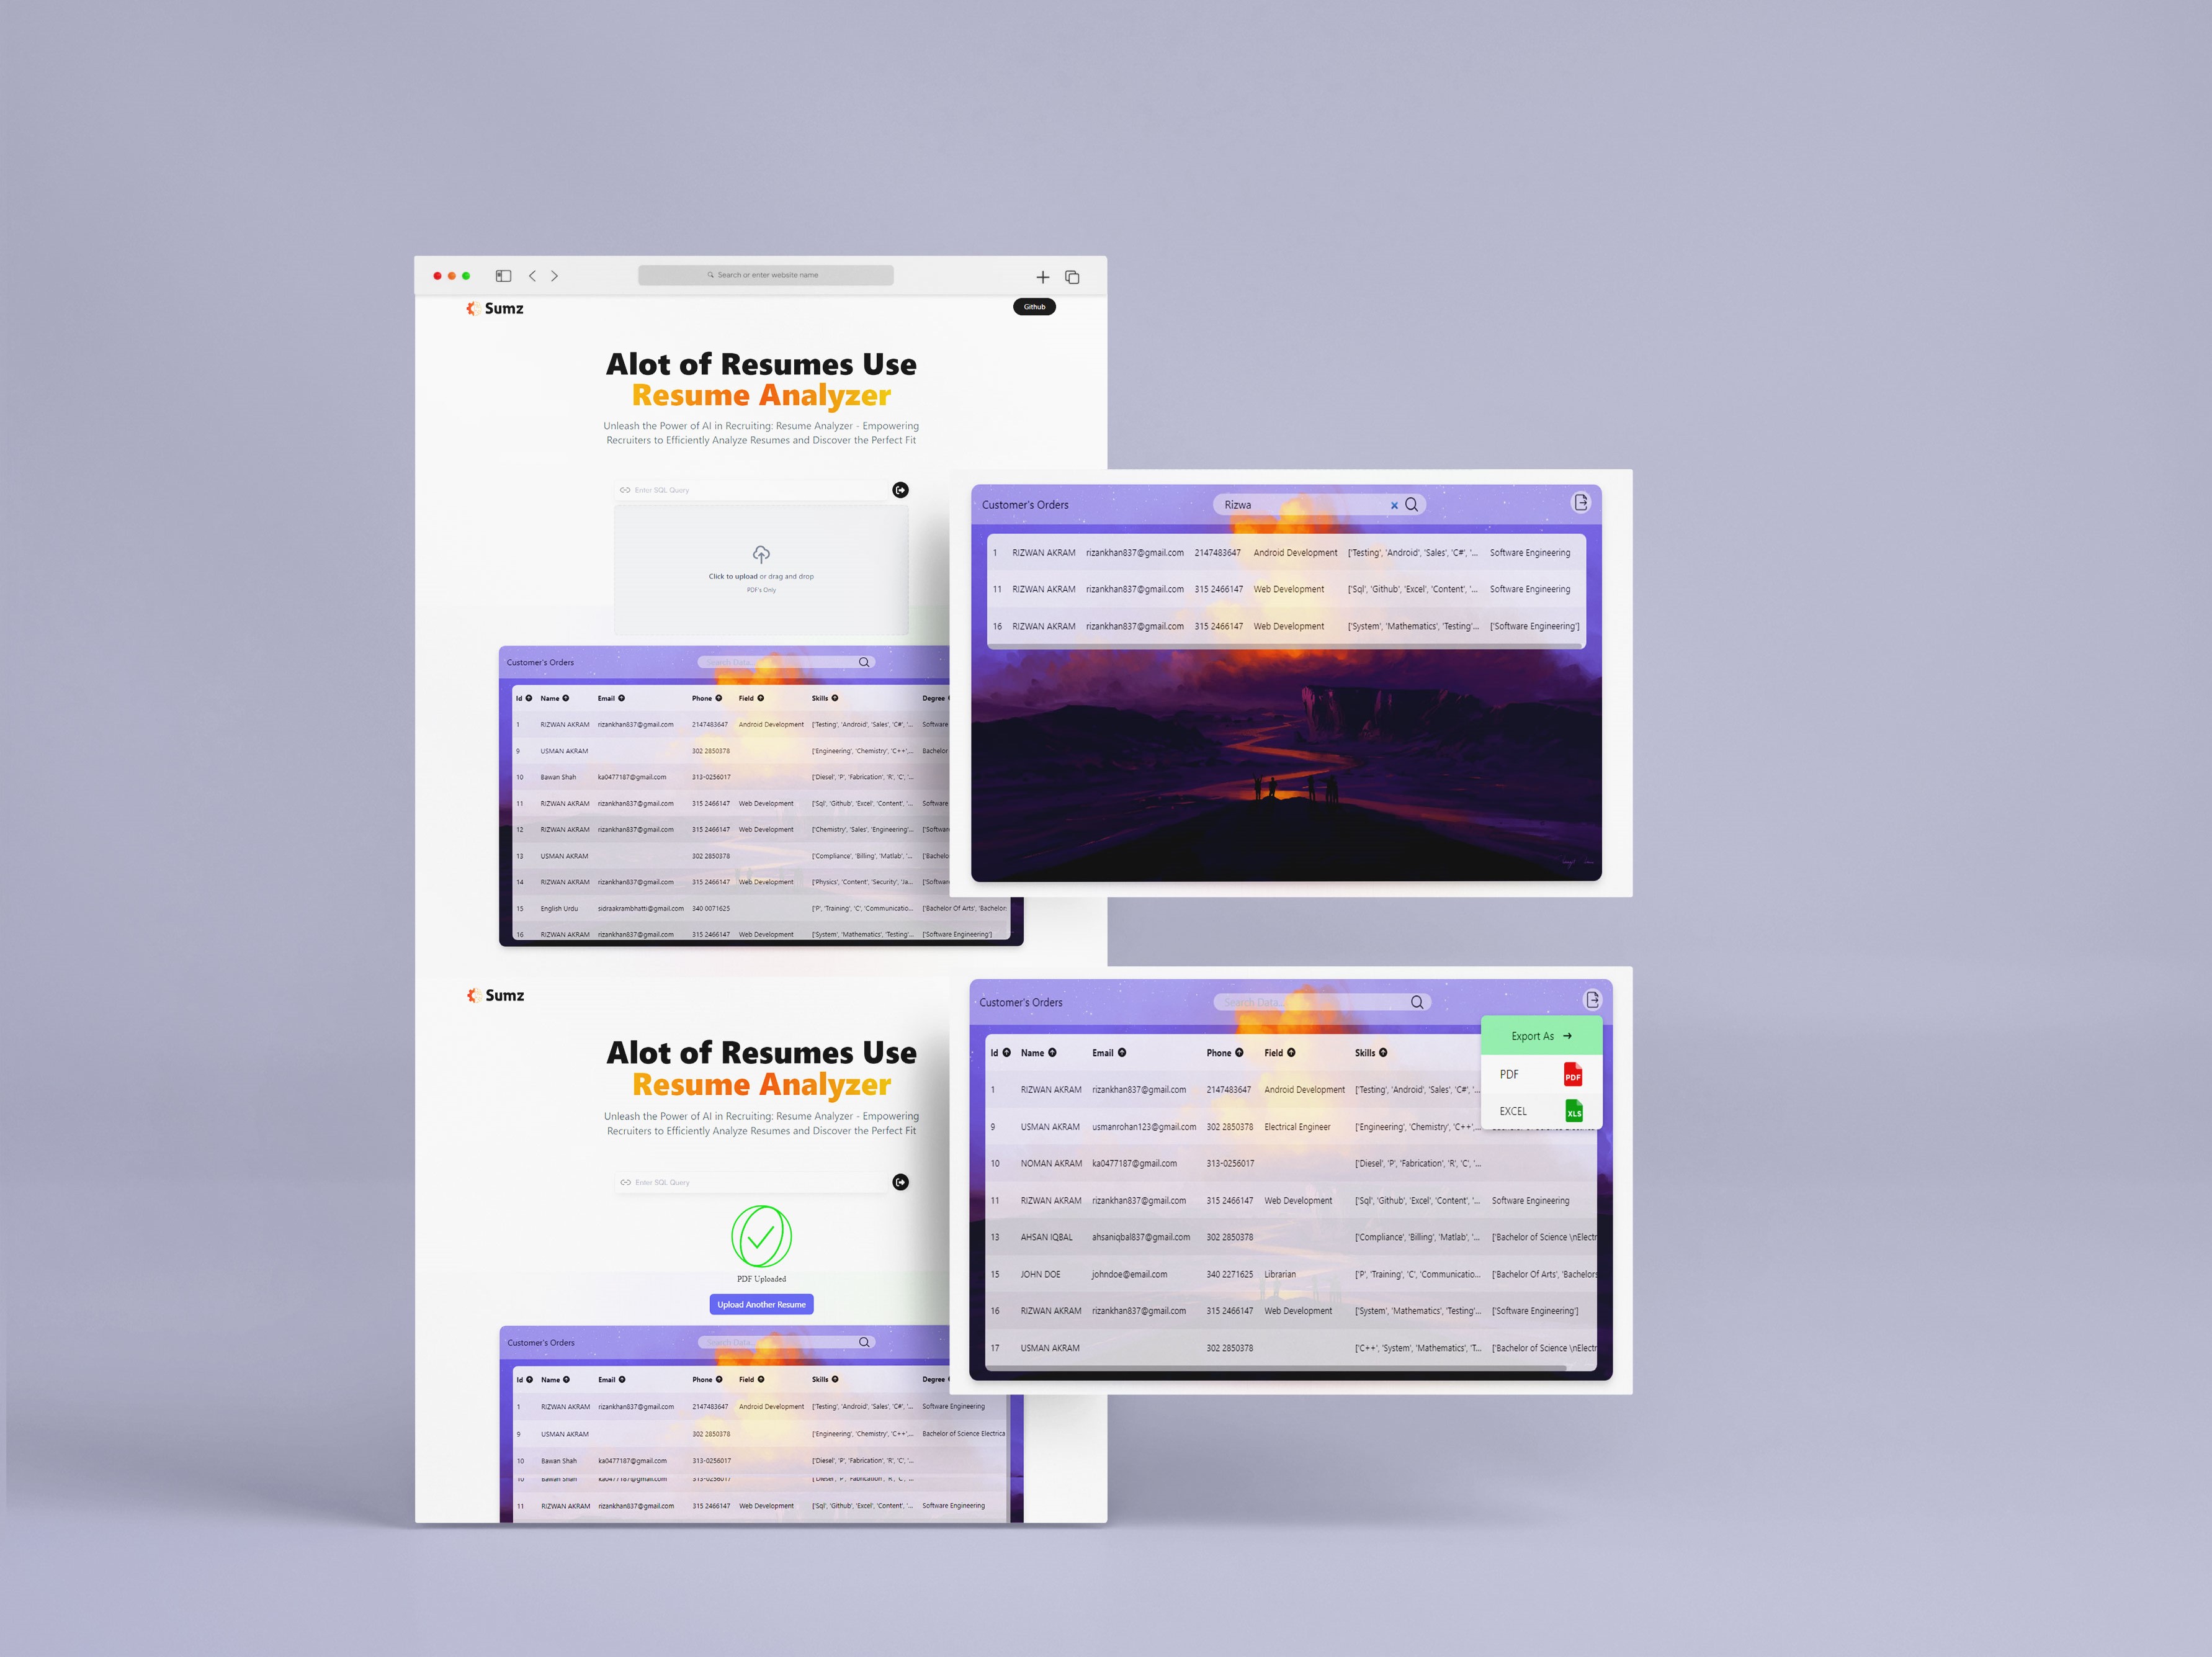 Search or enter website name
Sumz
Github
Alot of Resumes Use
Resume Analyzer
Unleash the Power of AI in Recruiting: Resume Analyzer - Empowering
Recruiters to Efficiently Analyze Resumes and Discover the Perfect Fit
Enter SQL Query
Click to upload or drag and drop
PDF's Only
Customer's Orders
Search Data...
Id Name Email Phone Field Skills Degree
1 RIZWAN AKRAM rizankhan837@gmail.com 2147483647 Android Development ['Testing', 'Android', 'Sales', 'C#', '... Software
9 USMAN AKRAM 302 2850378 ['Engineering', 'Chemistry', 'C++',... Bachelor
10 Bawan Shah ka0477187@gmail.com 313-0256017 ['Diesel', 'P', 'Fabrication', 'R', 'C', '...
11 RIZWAN AKRAM rizankhan837@gmail.com 315 2466147 Web Development ['Sql', 'Github', 'Excel', 'Content', '... Software
12 RIZWAN AKRAM rizankhan837@gmail.com 315 2466147 Web Development ['Chemistry', 'Sales', 'Engineering'... ['Softwar
13 USMAN AKRAM 302 2850378 ['Compliance', 'Billing', 'Matlab', '... ['Bachelo
14 RIZWAN AKRAM rizankhan837@gmail.com 315 2466147 Web Development ['Physics', 'Content', 'Security', 'Ja... ['Softwar
15 English Urdu sidraakrambhatti@gmail.com 340 0071625 ['P', 'Training', 'C', 'Communicatio... ['Bachelor Of Arts', 'Bachelor
16 RIZWAN AKRAM rizankhan837@gmail.com 315 2466147 Web Development ['System', 'Mathematics', 'Testing'... ['Software Engineering']
Sumz
Alot of Resumes Use
Resume Analyzer
Unleash the Power of AI in Recruiting: Resume Analyzer - Empowering
Recruiters to Efficiently Analyze Resumes and Discover the Perfect Fit
Enter SQL Query
PDF Uploaded
Upload Another Resume
Customer's Orders
Search Data...
Id Name Email Phone Field Skills Degree
1 RIZWAN AKRAM rizankhan837@gmail.com 2147483647 Android Development ['Testing', 'Android', 'Sales', 'C#', '... Software Engineering
9 USMAN AKRAM 302 2850378 ['Engineering', 'Chemistry', 'C++',... Bachelor of Science Electrica
10 Bawan Shah ka0477187@gmail.com 313-0256017 ['Diesel', 'P', 'Fabrication', 'R', 'C', '...
10 Bawan Shah ka0477187@gmail.com 313-0256017 ['Diesel', 'P', 'Fabrication', 'R', 'C', '...
11 RIZWAN AKRAM rizankhan837@gmail.com 315 2466147 Web Development ['Sql', 'Github', 'Excel', 'Content', '... Software Engineering
Customer's Orders
Rizwa
1 RIZWAN AKRAM rizankhan837@gmail.com 2147483647 Android Development ['Testing', 'Android', 'Sales', 'C#', '... Software Engineering
11 RIZWAN AKRAM rizankhan837@gmail.com 315 2466147 Web Development ['Sql', 'Github', 'Excel', 'Content', '... Software Engineering
16 RIZWAN AKRAM rizankhan837@gmail.com 315 2466147 Web Development ['System', 'Mathematics', 'Testing'... ['Software Engineering']
Customer's Orders
Search Data...
Export As
PDF PDF
EXCEL XLS
Id Name Email Phone Field Skills
1 RIZWAN AKRAM rizankhan837@gmail.com 2147483647 Android Development ['Testing', 'Android', 'Sales', 'C#', '...
9 USMAN AKRAM usmanrohan123@gmail.com 302 2850378 Electrical Engineer ['Engineering', 'Chemistry', 'C++',...
10 NOMAN AKRAM ka0477187@gmail.com 313-0256017 ['Diesel', 'P', 'Fabrication', 'R', 'C', '...
11 RIZWAN AKRAM rizankhan837@gmail.com 315 2466147 Web Development ['Sql', 'Github', 'Excel', 'Content', '... Software Engineering
13 AHSAN IQBAL ahsaniqbal837@gmail.com 302 2850378 ['Compliance', 'Billing', 'Matlab', '... ['Bachelor of Science \nElectr
15 JOHN DOE johndoe@email.com 340 2271625 Librarian ['P', 'Training', 'C', 'Communicatio... ['Bachelor Of Arts', 'Bachelors
16 RIZWAN AKRAM rizankhan837@gmail.com 315 2466147 Web Development ['System', 'Mathematics', 'Testing'... ['Software Engineering']
17 USMAN AKRAM 302 2850378 ['C++', 'System', 'Mathematics', 'T... ['Bachelor of Science \nElectr